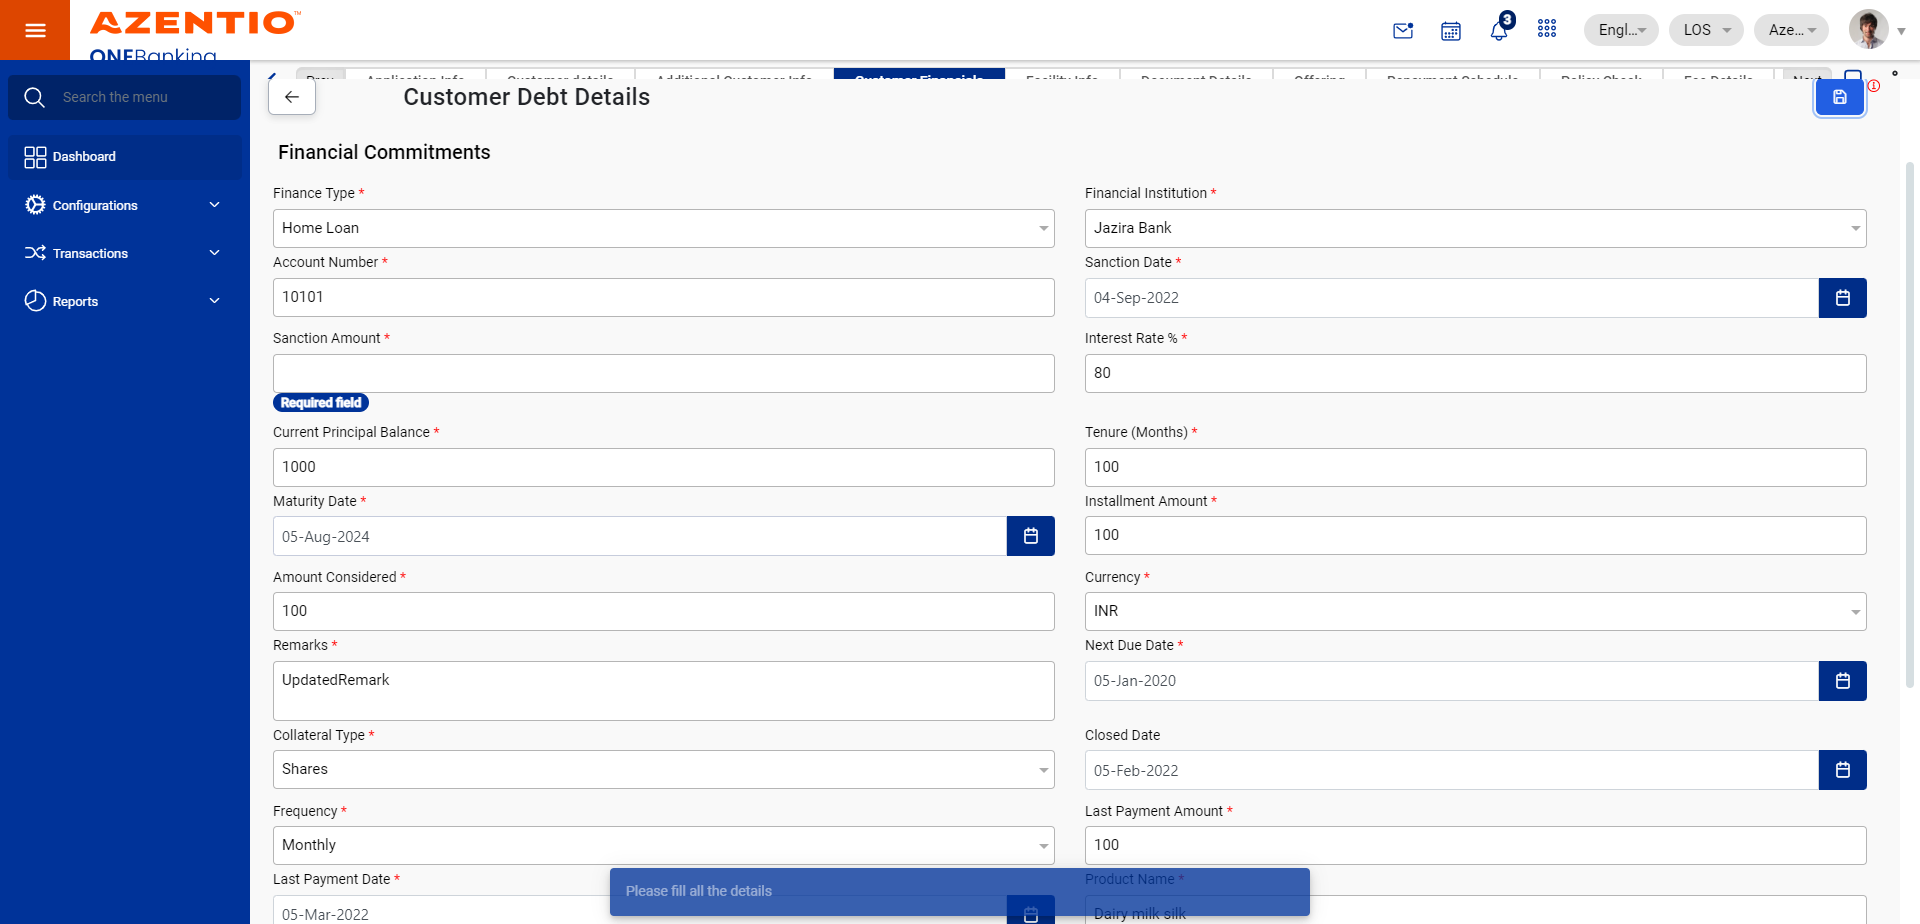 AZENTIO™
ONEBanking
3
Engl...
LOS
Aze...
Search the menu
Dashboard
Configurations
Transactions
Reports
Prev
Application Info
Customer details
Additional Customer Info
Customer Financials
Facility Info
Document Details
Offering
Repayment Schedule
Policy Check
Fee Details
Next
Customer Debt Details
Financial Commitments
Finance Type *
Home Loan
Financial Institution *
Jazira Bank
Account Number *
10101
Sanction Date *
04-Sep-2022
Sanction Amount *
Required field
Interest Rate % *
80
Current Principal Balance *
1000
Tenure (Months) *
100
Maturity Date *
05-Aug-2024
Installment Amount *
100
Amount Considered *
100
Currency *
INR
Remarks *
UpdatedRemark
Next Due Date *
05-Jan-2020
Collateral Type *
Shares
Closed Date
05-Feb-2022
Frequency *
Monthly
Last Payment Amount *
100
Last Payment Date *
05-Mar-2022
Product Name *
Dairy milk silk
Please fill all the details